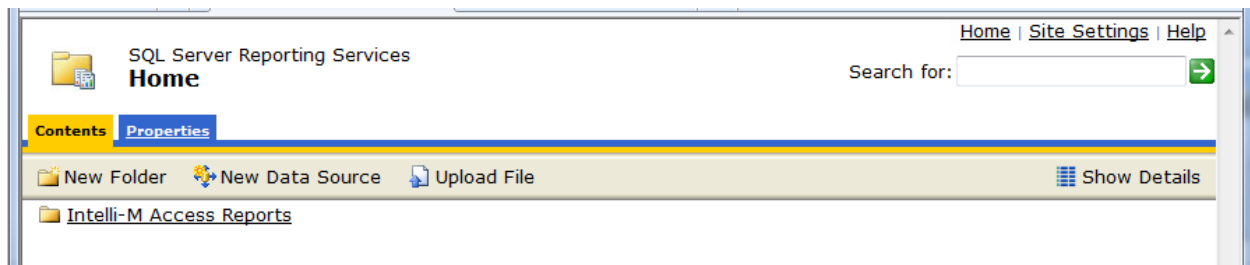 Home | Site Settings | Help
SQL Server Reporting Services
Home
Search for:
Contents Properties
New Folder New Data Source Upload File Show Details
Intelli-M Access Reports